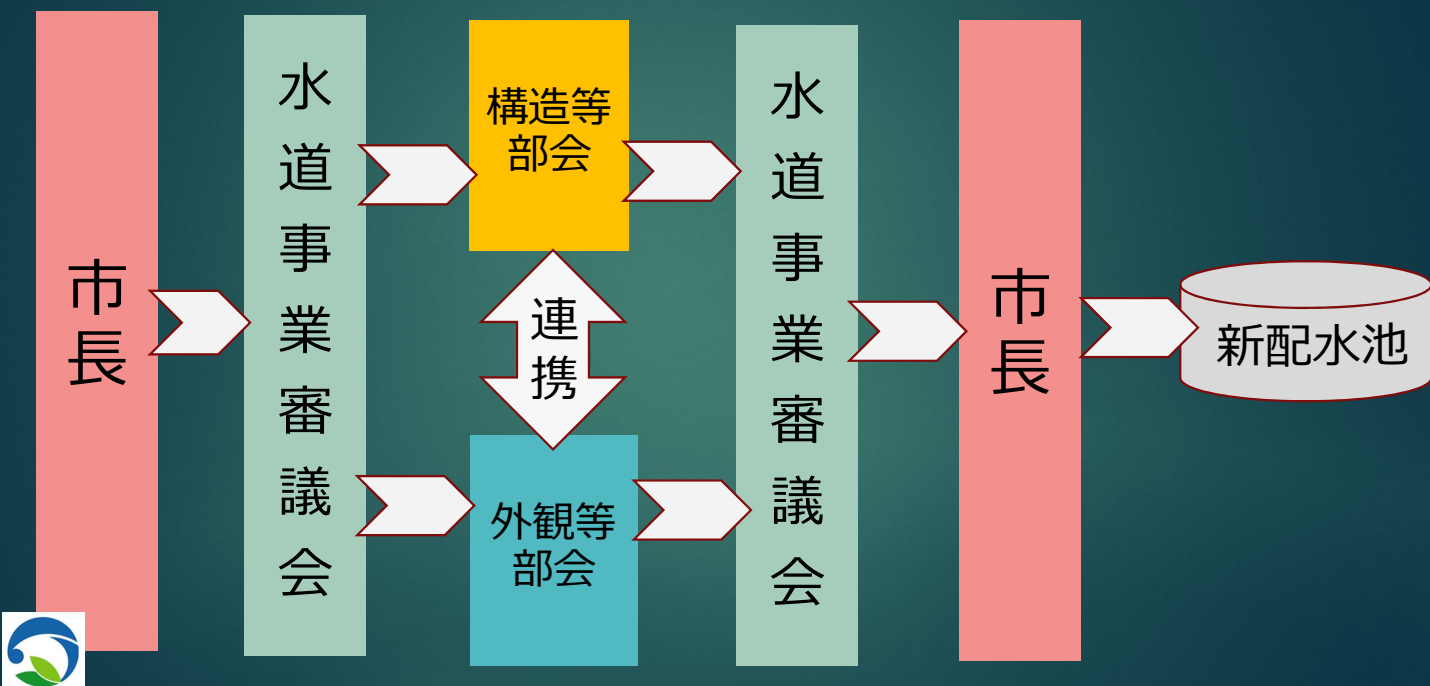 市長
水道事業審議会
構造等
部会
連携
外観等
部会
水道事業審議会
市長
新配水池